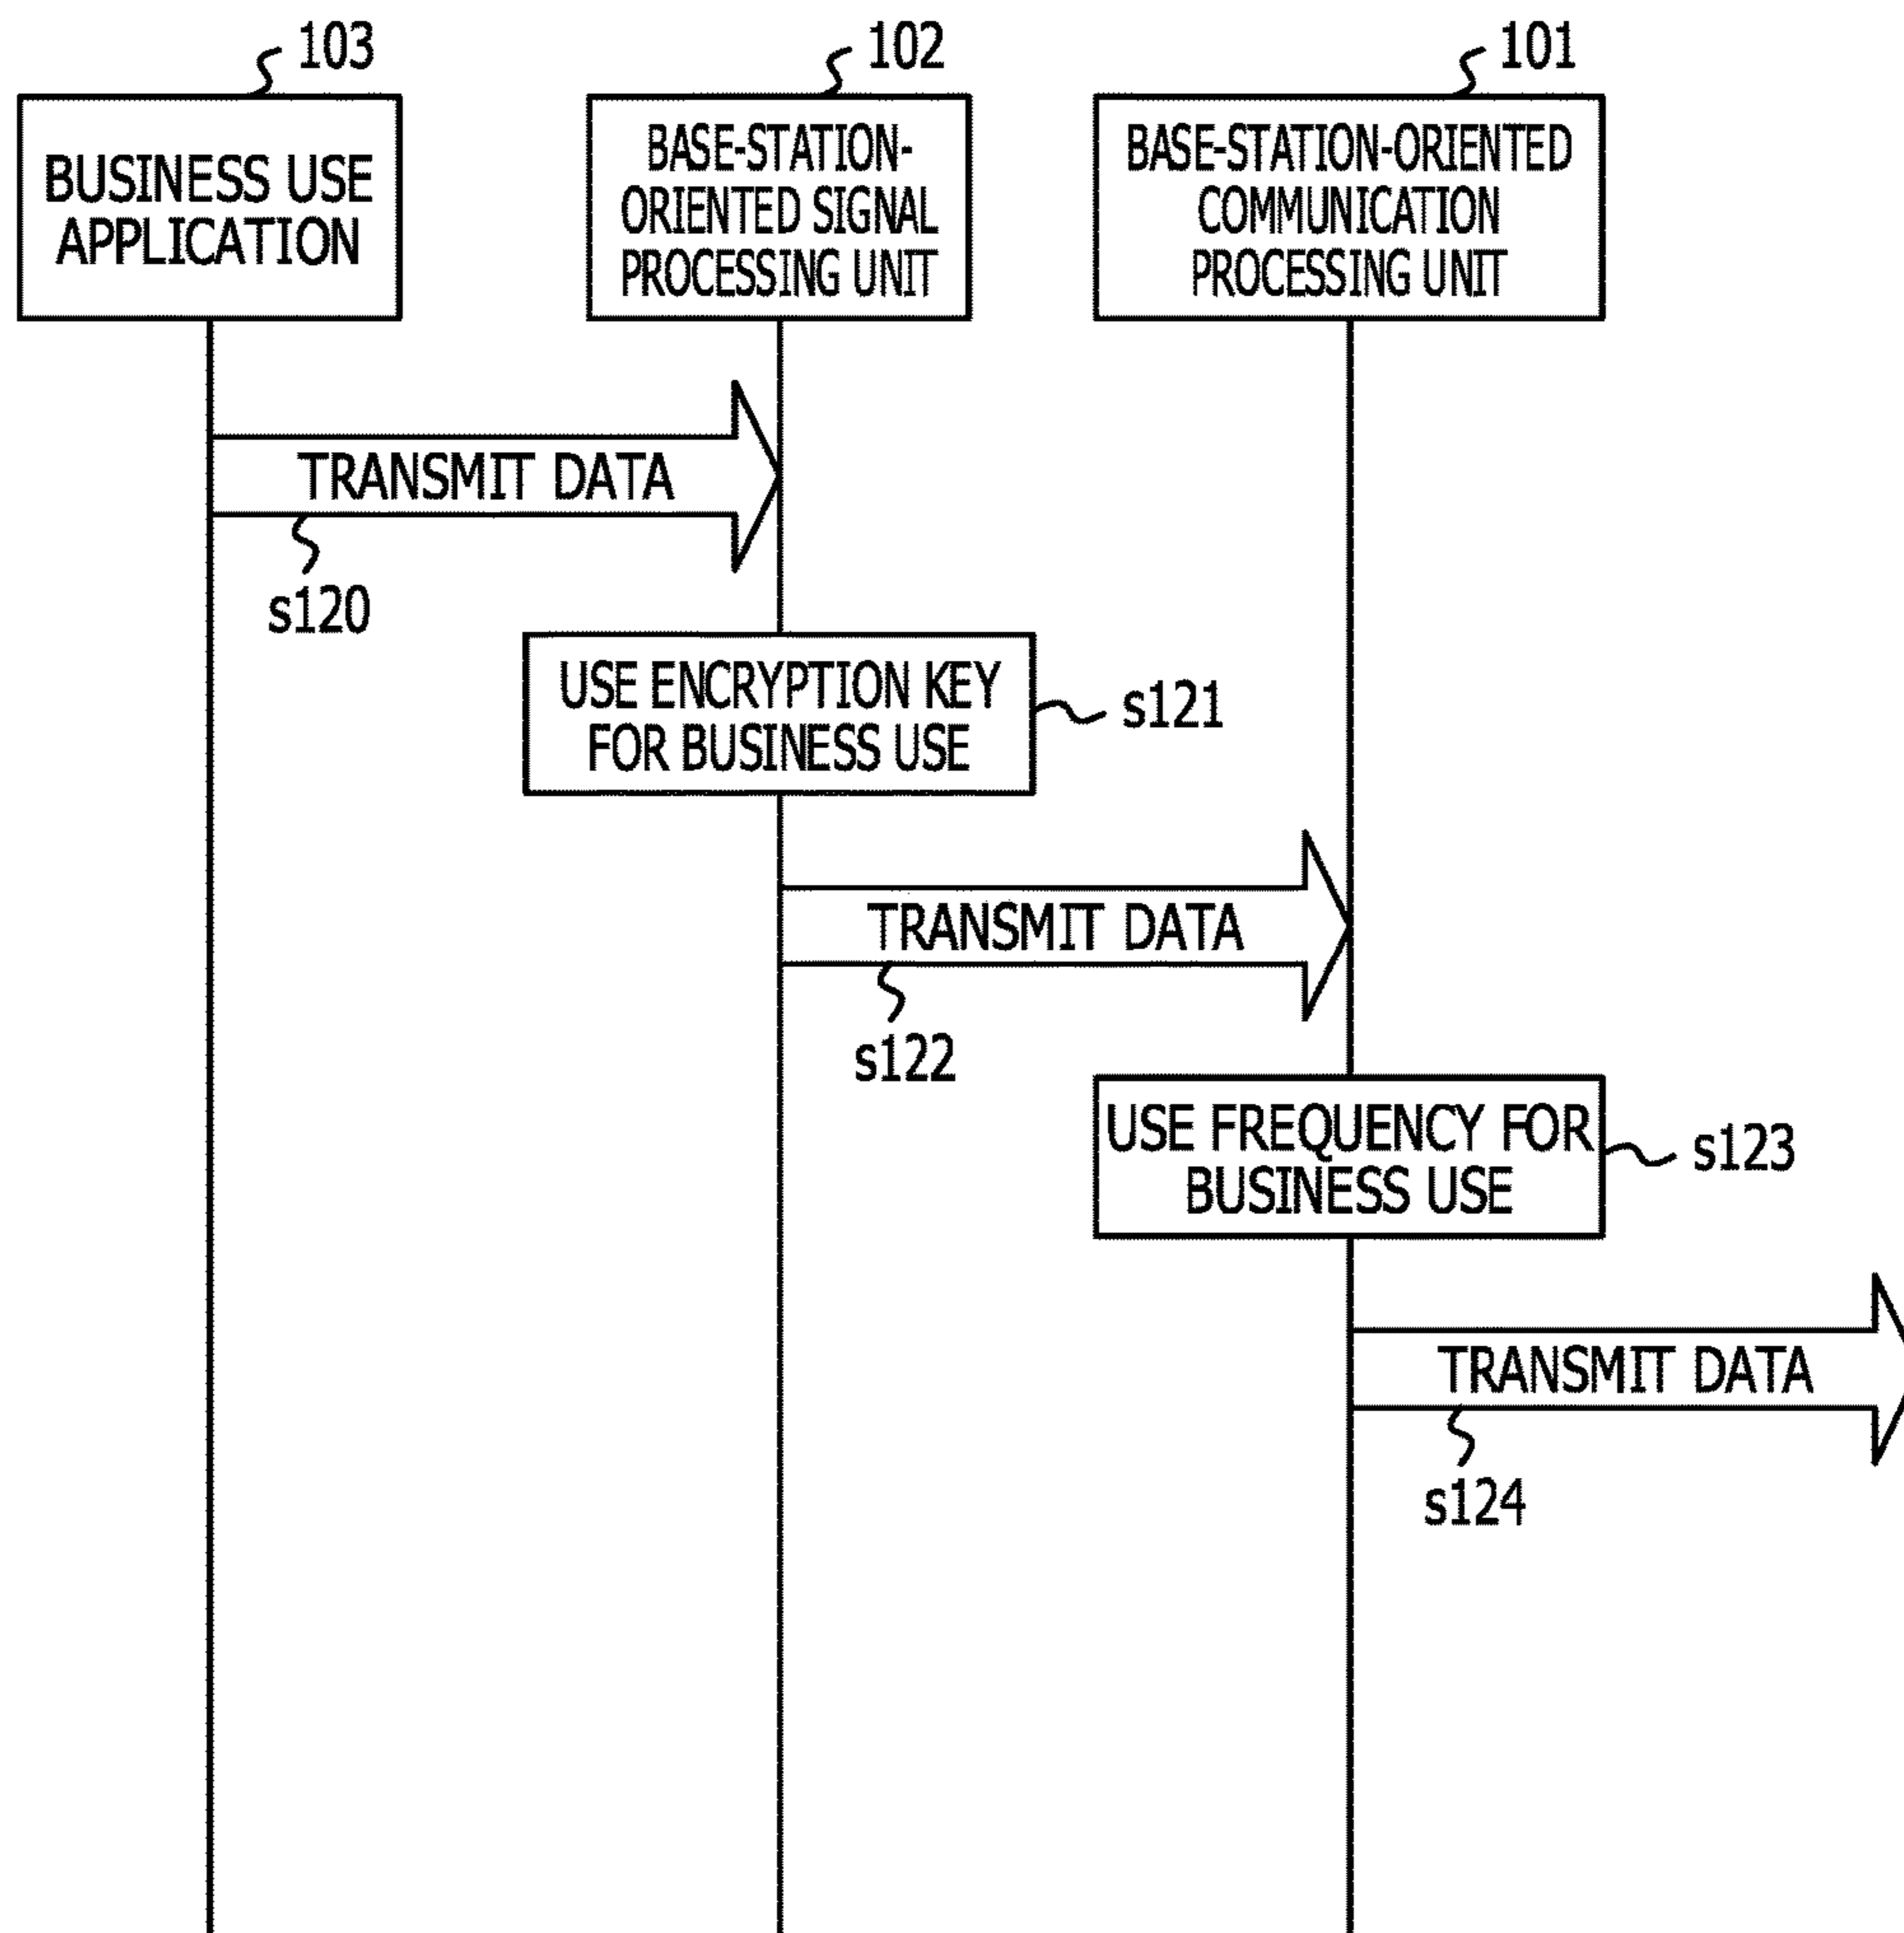 103
102
101
BUSINESS USE
APPLICATION
BASE-STATION-
ORIENTED SIGNAL
PROCESSING UNIT
BASE-STATION-ORIENTED
COMMUNICATION
PROCESSING UNIT
TRANSMIT DATA
s120
USE ENCRYPTION KEY
FOR BUSINESS USE
s121
TRANSMIT DATA
s122
USE FREQUENCY FOR
BUSINESS USE
s123
TRANSMIT DATA
s124